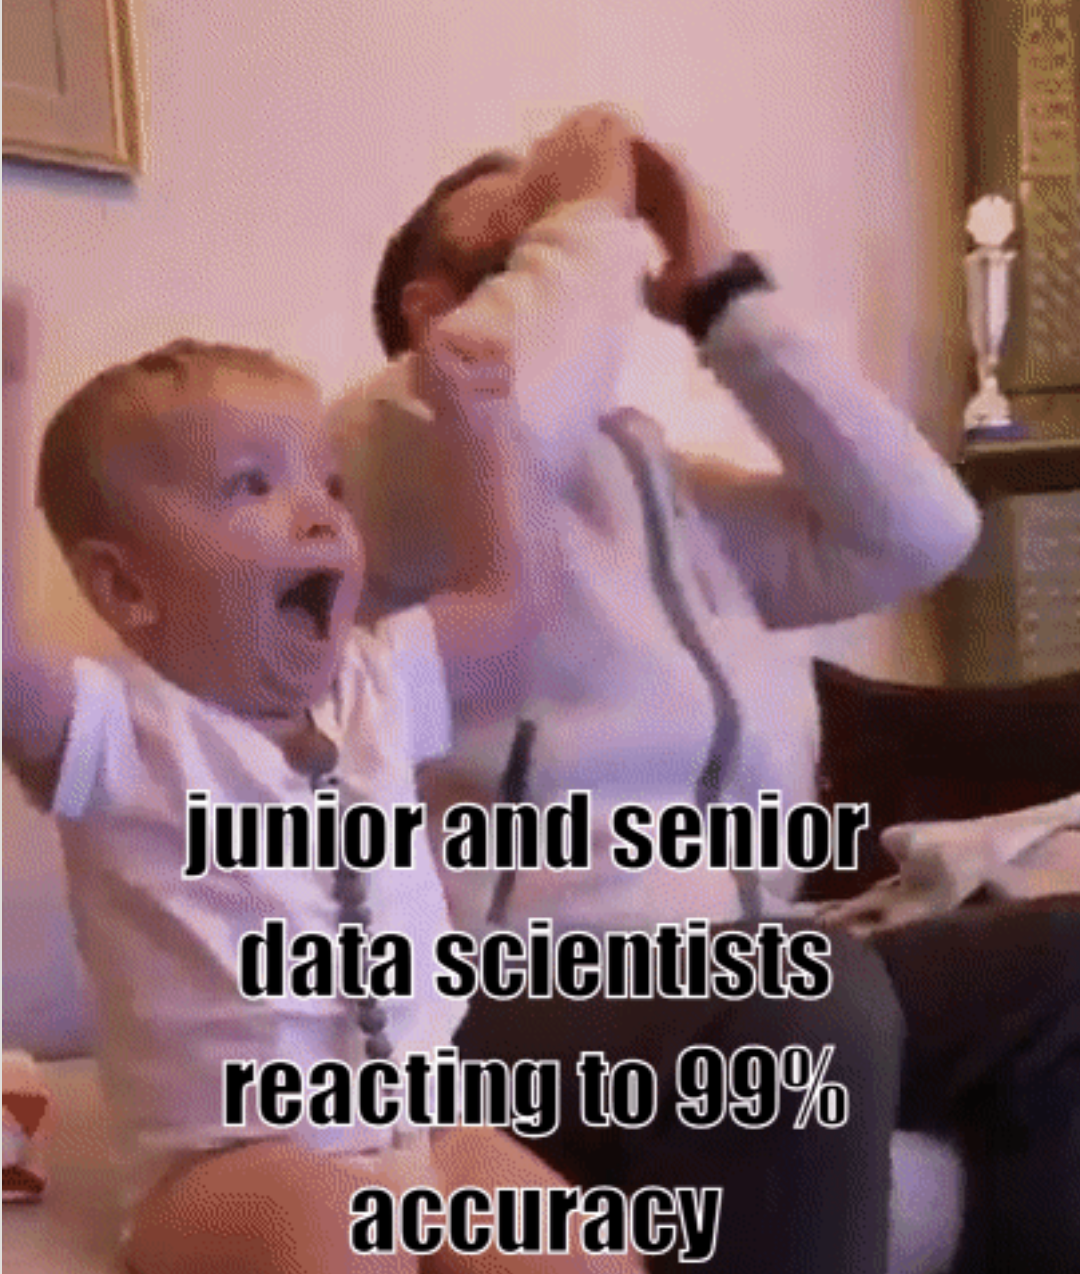 junior and senior
data scientists
reacting to 99%
accuracy